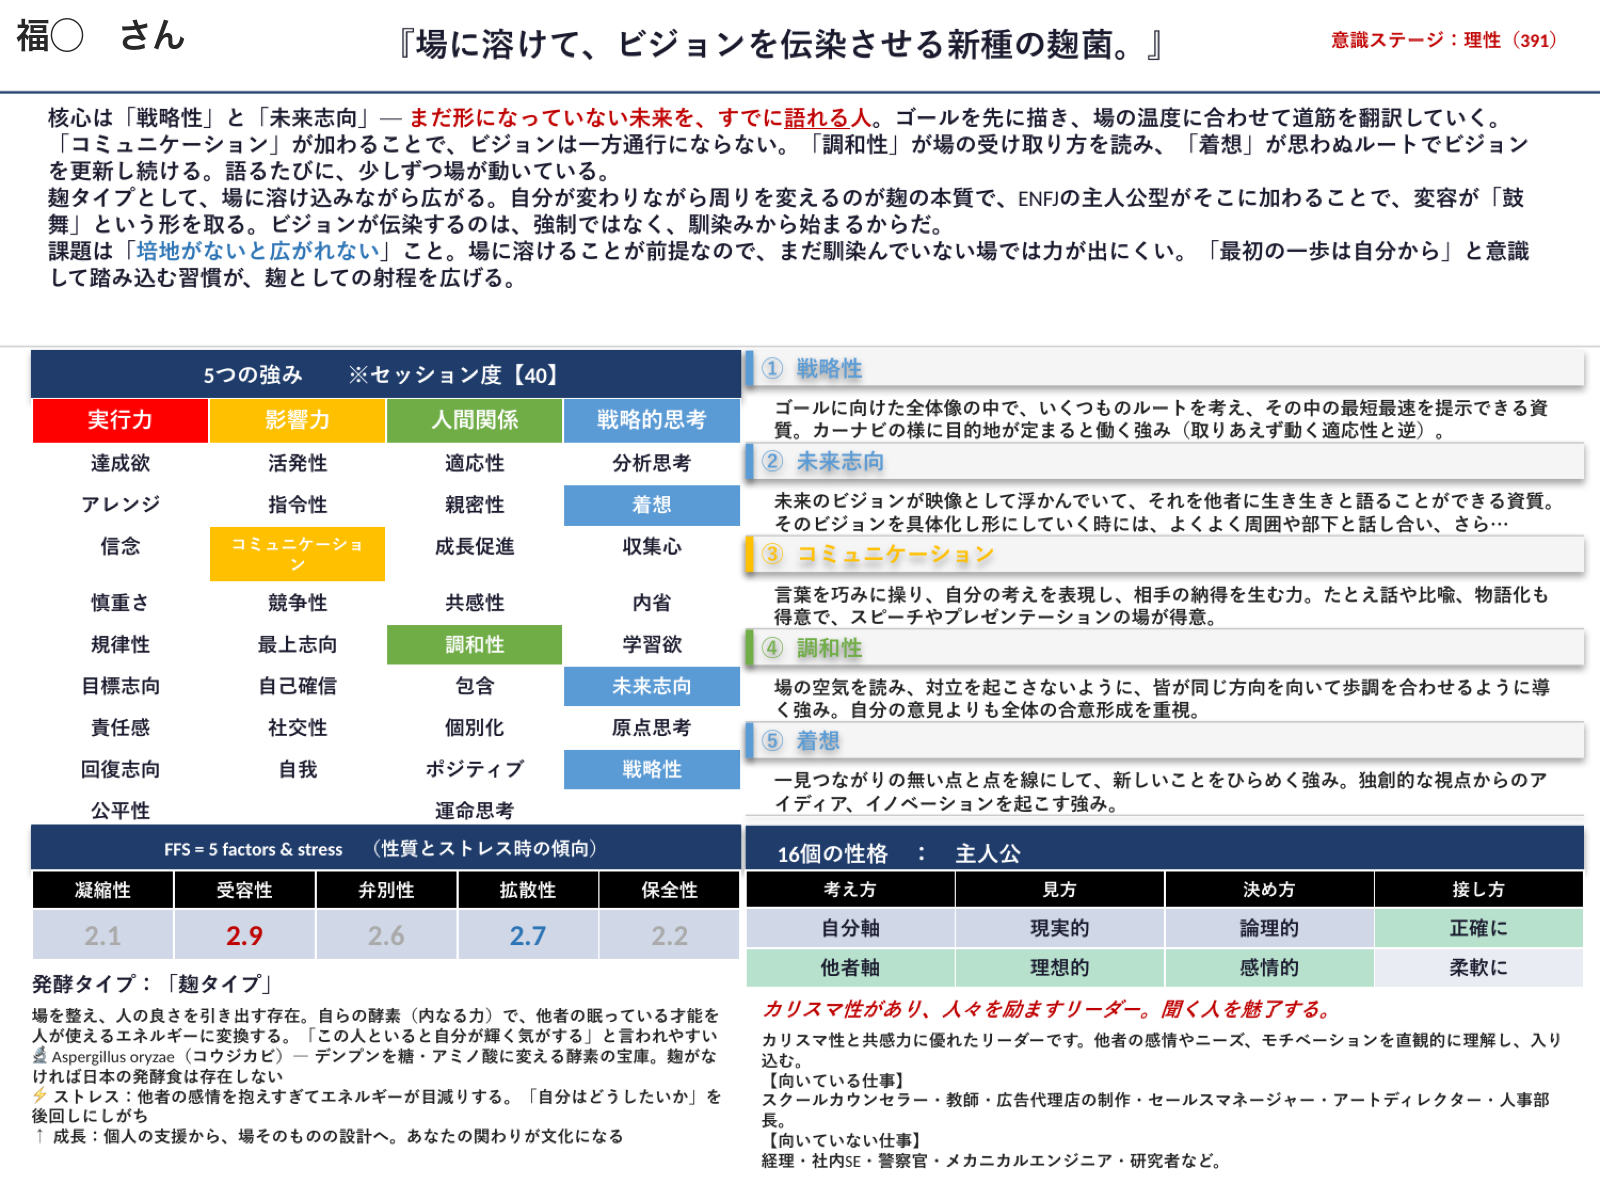 福〇　さん
『場に溶けて、ビジョンを伝染させる新種の麹菌。』
意識ステージ：理性（391）
核心は「戦略性」と「未来志向」— まだ形になっていない未来を、すでに語れる人。ゴールを先に描き、場の温度に合わせて道筋を翻訳していく。
「コミュニケーション」が加わることで、ビジョンは一方通行にならない。「調和性」が場の受け取り方を読み、「着想」が思わぬルートでビジョン
を更新し続ける。語るたびに、少しずつ場が動いている。
麹タイプとして、場に溶け込みながら広がる。自分が変わりながら周りを変えるのが麹の本質で、ENFJの主人公型がそこに加わることで、変容が「鼓
舞」という形を取る。ビジョンが伝染するのは、強制ではなく、馴染みから始まるからだ。
課題は「培地がないと広がれない」こと。場に溶けることが前提なので、まだ馴染んでいない場では力が出にくい。「最初の一歩は自分から」と意識
して踏み込む習慣が、麹としての射程を広げる。
5つの強み　　※セッション度【40】
実行力 影響力 人間関係 戦略的思考
達成欲 活発性 適応性 分析思考
アレンジ 指令性 親密性 着想
信念 コミュニケーショ 成長促進 収集心
ン
慎重さ 競争性 共感性 内省
規律性 最上志向 調和性 学習欲
目標志向 自己確信 包含 未来志向
責任感 社交性 個別化 原点思考
回復志向 自我 ポジティブ 戦略性
公平性 運命思考
① 戦略性
ゴールに向けた全体像の中で、いくつものルートを考え、その中の最短最速を提示できる資
質。カーナビの様に目的地が定まると働く強み（取りあえず動く適応性と逆）。
② 未来志向
未来のビジョンが映像として浮かんでいて、それを他者に生き生きと語ることができる資質。
そのビジョンを具体化し形にしていく時には、よくよく周囲や部下と話し合い、さら…
③ コミュニケーション
言葉を巧みに操り、自分の考えを表現し、相手の納得を生む力。たとえ話や比喩、物語化も
得意で、スピーチやプレゼンテーションの場が得意。
④ 調和性
場の空気を読み、対立を起こさないように、皆が同じ方向を向いて歩調を合わせるように導
く強み。自分の意見よりも全体の合意形成を重視。
⑤ 着想
一見つながりの無い点と点を線にして、新しいことをひらめく強み。独創的な視点からのア
イディア、イノベーションを起こす強み。
FFS = 5 factors & stress　（性質とストレス時の傾向）
凝縮性 受容性 弁別性 拡散性 保全性
2.1 2.9 2.6 2.7 2.2
発酵タイプ：「麹タイプ」
場を整え、人の良さを引き出す存在。自らの酵素（内なる力）で、他者の眠っている才能を
人が使えるエネルギーに変換する。「この人といると自分が輝く気がする」と言われやすい
🔬 Aspergillus oryzae（コウジカビ）— デンプンを糖・アミノ酸に変える酵素の宝庫。麹がな
ければ日本の発酵食は存在しない
⚡ ストレス：他者の感情を抱えすぎてエネルギーが目減りする。「自分はどうしたいか」を
後回しにしがち
↑ 成長：個人の支援から、場そのものの設計へ。あなたの関わりが文化になる
16個の性格　：　主人公
考え方 見方 決め方 接し方
自分軸 現実的 論理的 正確に
他者軸 理想的 感情的 柔軟に
カリスマ性があり、人々を励ますリーダー。聞く人を魅了する。
カリスマ性と共感力に優れたリーダーです。他者の感情やニーズ、モチベーションを直観的に理解し、入り
込む。
【向いている仕事】
スクールカウンセラー・教師・広告代理店の制作・セールスマネージャー・アートディレクター・人事部
長。
【向いていない仕事】
経理・社内SE・警察官・メカニカルエンジニア・研究者など。